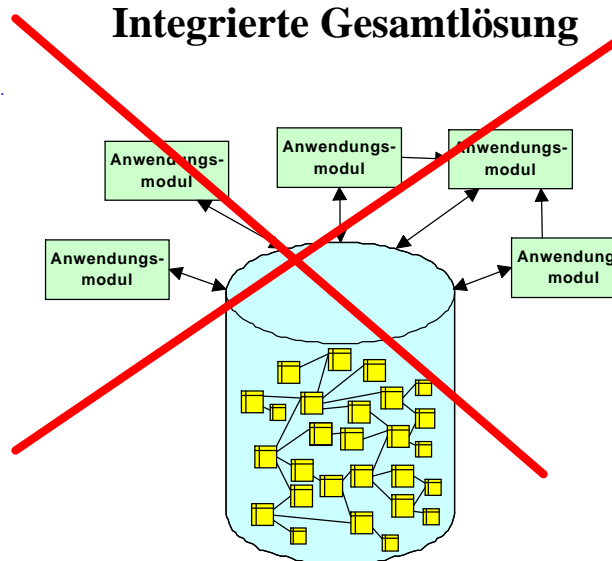 Integrierte Gesamtlösung
Anwendungs-
modul
Anwendungs-
modul
Anwendungs-
modul
Anwendungs-
modul
Anwendung
modul